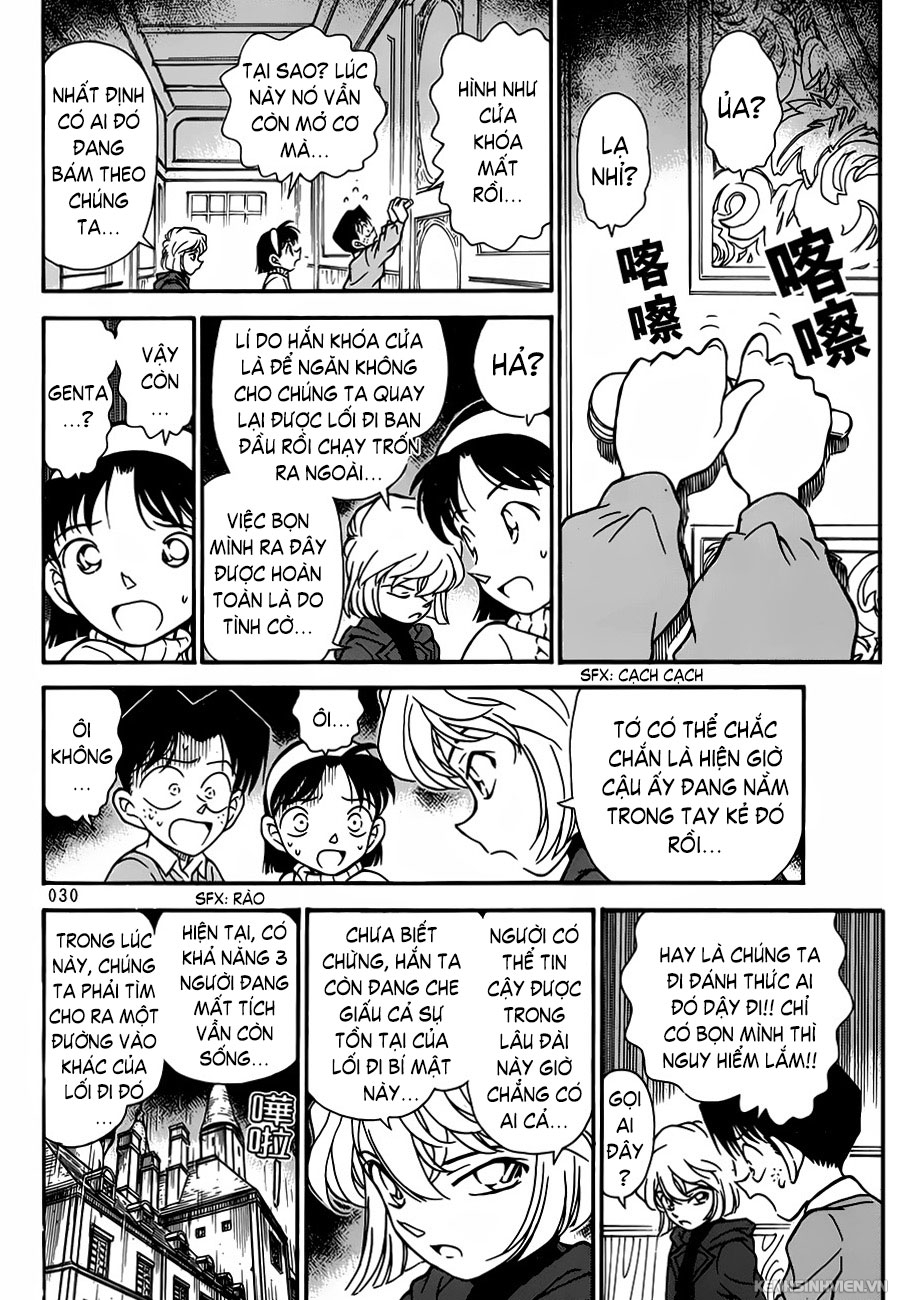 ỦA?
LẠ
NHỈ?
喀嚓
喀嚓
HÌNH NHƯ
CỬA
KHÓA
MẤT
RỒI...
TẠI SAO? LÚC
NÀY NÓ VẪN
CÒN MỞ CƠ
MÀ...
NHẤT ĐỊNH
CÓ AI ĐÓ
ĐANG
BÁM THEO
CHÚNG
TA...
HẢ?
LÍ DO HẮN KHÓA CỬA
LÀ ĐỂ NGĂN KHÔNG
CHO CHÚNG TA QUAY
LẠI ĐƯỢC LỐI ĐI BAN
ĐẦU RỒI CHẠY TRỐN
RA NGOÀI...
VIỆC BỌN
MÌNH RA ĐÂY
ĐƯỢC HOÀN
TOÀN LÀ DO
TÌNH CỜ...
VẬY
CÒN
...
GENTA
...?
SFX: CẠCH CẠCH
TỚ CÓ THỂ CHẮC
CHẮN LÀ HIỆN GIỜ
CẬU ẤY ĐANG NẰM
TRONG TAY KẺ ĐÓ
RỒI...
ÔI...
ÔI
KHÔNG
...
030
SFX: RÀO
HAY LÀ CHÚNG TA
ĐI ĐÁNH THỨC AI
ĐÓ DẬY ĐI!! CHỈ
CÓ BỌN MÌNH THÌ
NGUY HIỂM LẮM!!
GỌI
AI
ĐÂY
?
NGƯỜI CÓ
THỂ TIN
CẬY ĐƯỢC
TRONG
LÂU ĐÀI
NÀY GIỜ
CHẲNG CÓ
AI CẢ.
CHƯA BIẾT
CHỪNG, HẮN TA
CÒN ĐANG CHE
GIẤU CẢ SỰ
TỒN TẠI CỦA
LỐI ĐI BÍ MẬT
NÀY...
HIỆN TẠI, CÓ
KHẢ NĂNG 3
NGƯỜI ĐANG
MẤT TÍCH
VẪN CÒN
SỐNG...
TRONG LÚC
NÀY, CHÚNG
TA PHẢI TÌM
CHO RA MỘT
ĐƯỜNG VÀO
KHÁC CỦA
LỐI ĐI ĐÓ
...
嘩啦
KENHSINHVIEN.VN